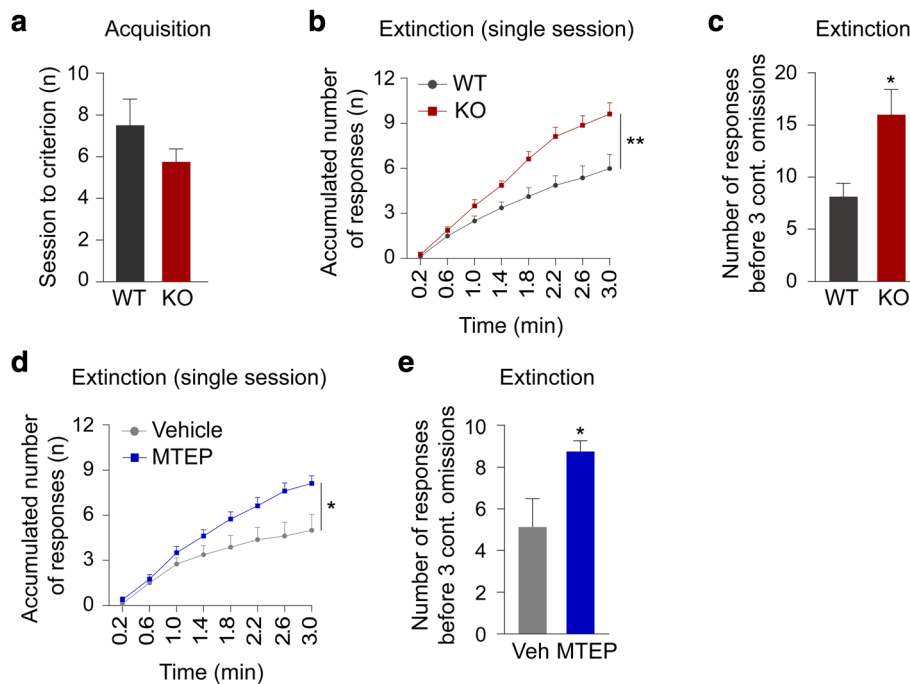 a
Acquisition
Session to criterion (n)
10
8
6
4
2
0
WT KO
b
Extinction (single session)
Accumulated number
of responses (n)
12
9
6
3
0
WT
KO
**
0.2 0.6 1.0 1.4 1.8 2.2 2.6 3.0
Time (min)
c
Extinction
Number of responses
before 3 cont. omissions
20
15
10
5
0
*
WT KO
d
Extinction (single session)
Accumulated number
of responses (n)
12
9
6
3
0
Vehicle
MTEP
*
0.2 0.6 1.0 1.4 1.8 2.2 2.6 3.0
Time (min)
e
Extinction
Number of responses
before 3 cont. omissions
10
8
6
4
2
0
*
Veh MTEP